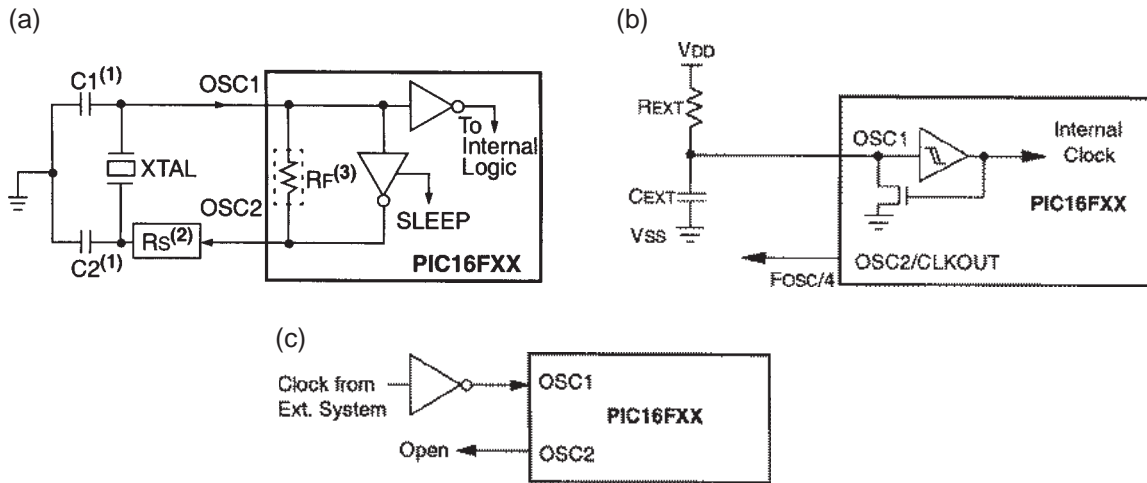 (a)
C1(1)
OSC1
XTAL
RF(3)
To
Internal
Logic
OSC2
SLEEP
C2(1)
RS(2)
PIC16FXX
(b)
VDD
REXT
OSC1
Internal
Clock
CEXT
PIC16FXX
VSS
OSC2/CLKOUT
FOSC/4
(c)
Clock from
Ext. System
OSC1
PIC16FXX
Open
OSC2